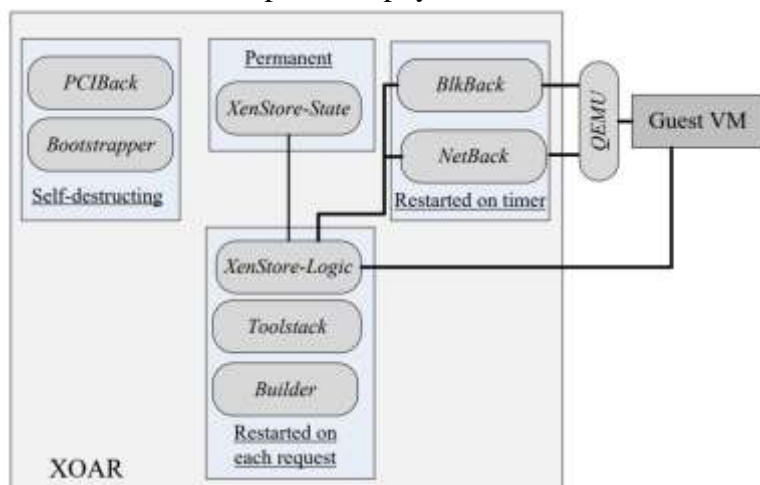 PCIBack
Bootstrapper
Self-destructing
Permanent
XenStore-State
BlkBack
NetBack
Restarted on timer
QEMU
Guest VM
XenStore-Logic
Toolstack
Builder
Restarted on
each request
XOAR